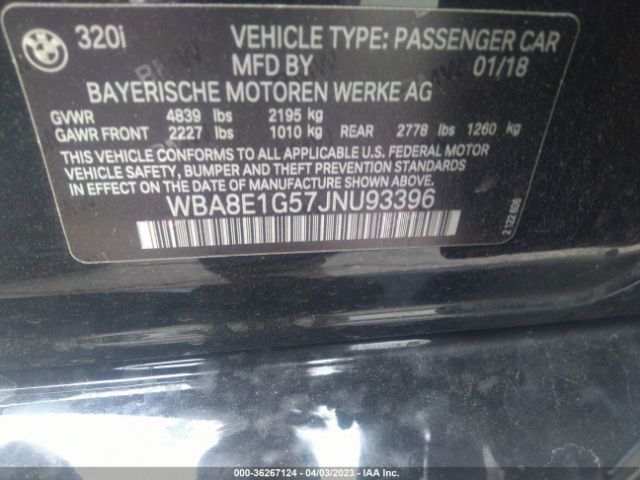 320i VEHICLE TYPE: PASSENGER CAR
MFD BY 01/18
BAYERISCHE MOTOREN WERKE AG
GVWR 4839 lbs 2195 kg
GAWR FRONT 2227 lbs 1010 kg REAR 2778 lbs 1260 kg
THIS VEHICLE CONFORMS TO ALL APPLICABLE U.S. FEDERAL MOTOR
VEHICLE SAFETY, BUMPER AND THEFT PREVENTION STANDARDS
IN EFFECT ON THE DATE OF MANUFACTURE SHOWN ABOVE.
WBA8E1G57JNU93396
2 122 606
000-36267124 - 04/03/2023 - IAA Inc.